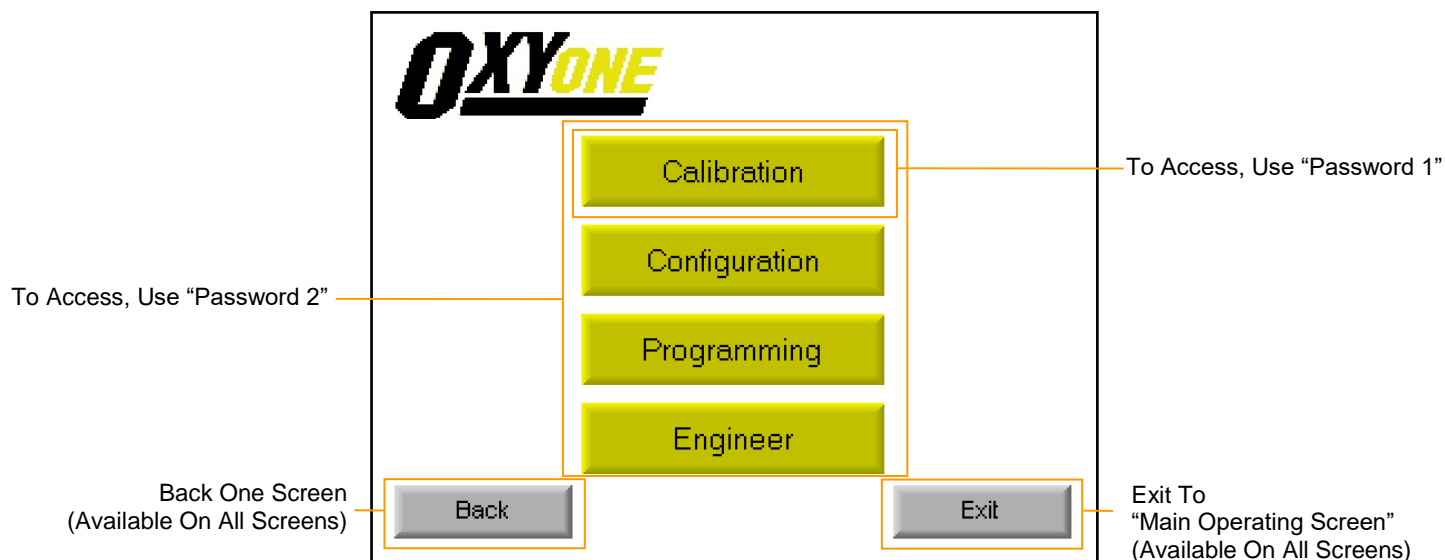 OXYONE
Calibration
To Access, Use “Password 1”
Configuration
To Access, Use “Password 2”
Programming
Engineer
Back One Screen
(Available On All Screens)
Back
Exit
Exit To
“Main Operating Screen”
(Available On All Screens)